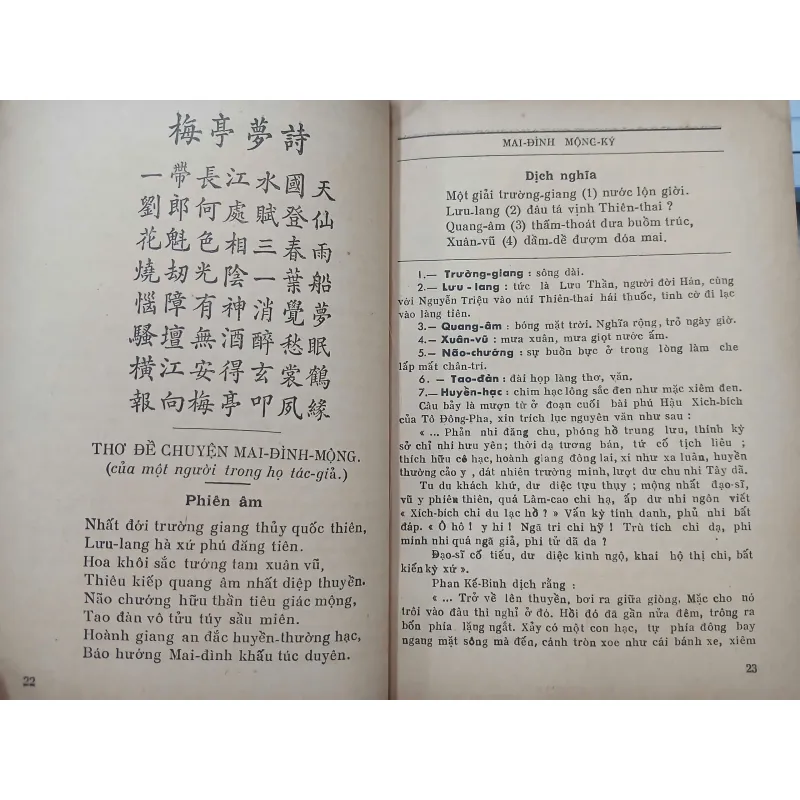 梅亭夢詩
一帶長江水國天
劉郎何處賦登仙
花魁色相三春雨
燒劫光陰一葉船
惱障有神消覺夢
騷壇無酒醉愁眠
橫江安得玄裳鶴
報向梅亭叩夙緣
THƠ ĐỀ CHUYỆN MAI-ĐÌNH-MỘNG.
(của một người trong họ tác-giả.)
Phiên âm
Nhất đới trường giang thủy quốc thiên,
Lưu-lang hà xứ phú đăng tiên.
Hoa khôi sắc tướng tam xuân vũ,
Thiêu kiếp quang âm nhất diệp thuyền.
Não chướng hữu thần tiêu giác mộng,
Tao đàn vô tửu túy sầu miên.
Hoành giang an đắc huyền-thường hạc,
Báo hướng Mai-đình khấu túc duyên.
22
MAI-ĐÌNH MỘNG-KÝ
Dịch nghĩa
Một giải trường-giang (1) nước lộn giời.
Lưu-lang (2) đâu tá vịnh Thiên-thai ?
Quang-âm (3) thấm-thoát đưa buồm trúc,
Xuân-vũ (4) dầm-dề đượm đóa mai.
1.— Trường-giang : sông dài.
2.— Lưu - lang : tức là Lưu Thần, người đời Hán, cùng
với Nguyễn Triệu vào núi Thiên-thai hái thuốc, tình cờ đi lạc
vào làng tiên.
3.— Quang-âm : bóng mặt trời. Nghĩa rộng, trỏ ngày giờ.
4.— Xuân-vũ : mưa xuân, mưa giọt nước ấm.
5.— Não-chướng : sự buồn bực ở trong lòng làm che
lấp mất chân-trí.
6. — Tao-đàn : đài họp làng thơ, văn.
7.— Huyền-hạc : chim hạc lông sắc đen như mặc xiêm đen.
Câu bảy là mượn từ ở đoạn cuối bài phú Hậu Xích-bích
của Tô Đông-Pha, xin trích lục nguyên văn như sau :
« ... Phản nhi đăng chu, phóng hồ trung lưu, thính kỳ
sở chỉ nhi hưu yên; thời dạ tương bán, tứ cố tịch liêu ;
thích hữu cô hạc, hoành giang đông lai, xí như xa luân, huyền
thường cảo y , dát nhiên trường minh, lượt dư chu nhi Tây dã.
Tu du khách khứ, dư diệc tựu thụy ; mộng nhất đạo-sĩ,
vũ y phiên thiên, quá Lâm-cao chi hạ, ấp dư nhi ngôn viết
« Xích-bích chi du lạc hồ ? » Vấn kỳ tính danh, phủ nhi bất
đáp. « Ô hô ! y hi ! Ngã tri chi hỹ ! Trù tích chi dạ, phi
minh nhi quá ngã giả, phi tử dã da ?
Đạo-sĩ cố tiếu, dư diệc kinh ngộ, khai hộ thị chi, bất
kiến kỳ xứ ».
Phan Kế-Bính dịch rằng :
« ... Trở về lên thuyền, bơi ra giữa giòng. Mặc cho nó
trôi vào đâu thì nghỉ ở đó. Hồi đó đã gần nửa đêm, trông ra
bốn phía lặng ngắt. Xảy có một con hạc, tự phía đông bay
ngang mặt sông mà đến, cánh tròn xoe như cái bánh xe, xiêm
23